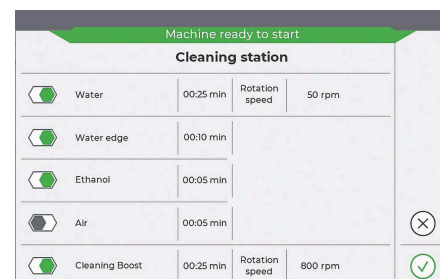 Machine ready to start
Cleaning station
Water 00:25 min Rotation speed 50 rpm
Water edge 00:10 min
Ethanol 00:05 min
Air 00:05 min
Cleaning Boost 00:25 min Rotation speed 800 rpm